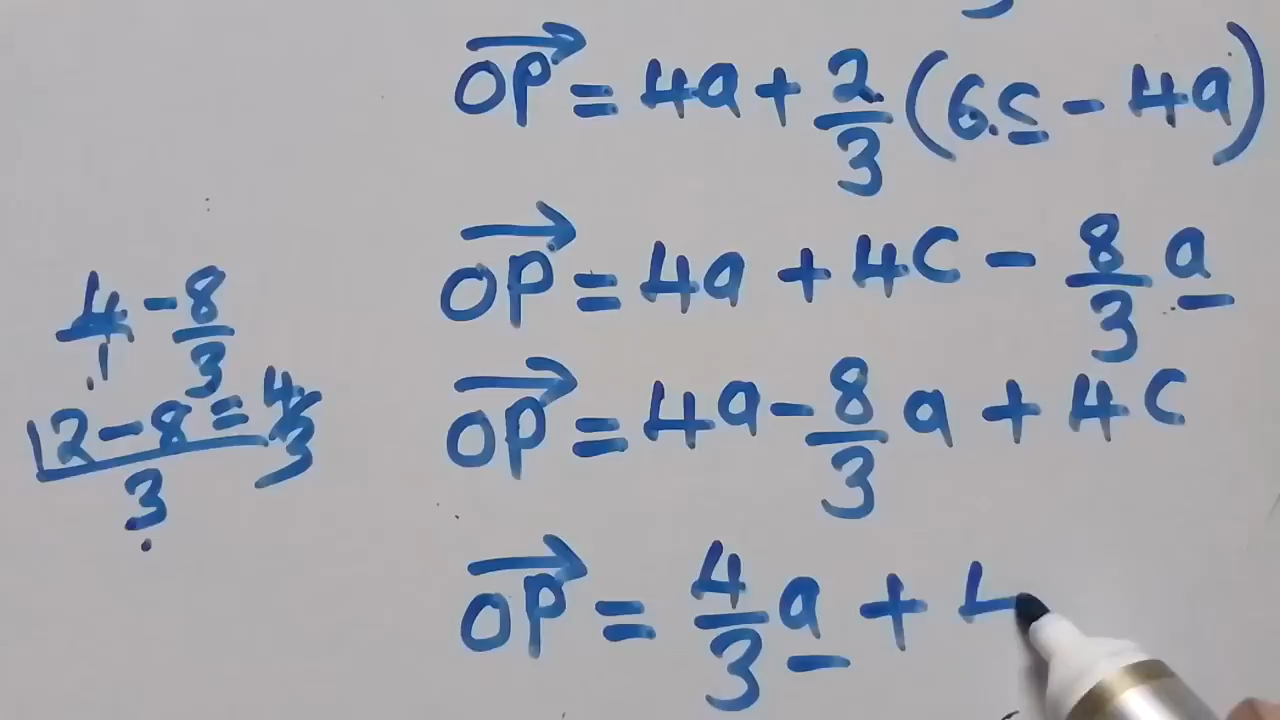 OP = 4a + 2/3 (6c - 4a)
OP = 4a + 4c - 8/3 a
4 - 8/3
1
12 - 8 = 4/3
3
OP = 4a - 8/3 a + 4c
OP = 4/3 a + 4